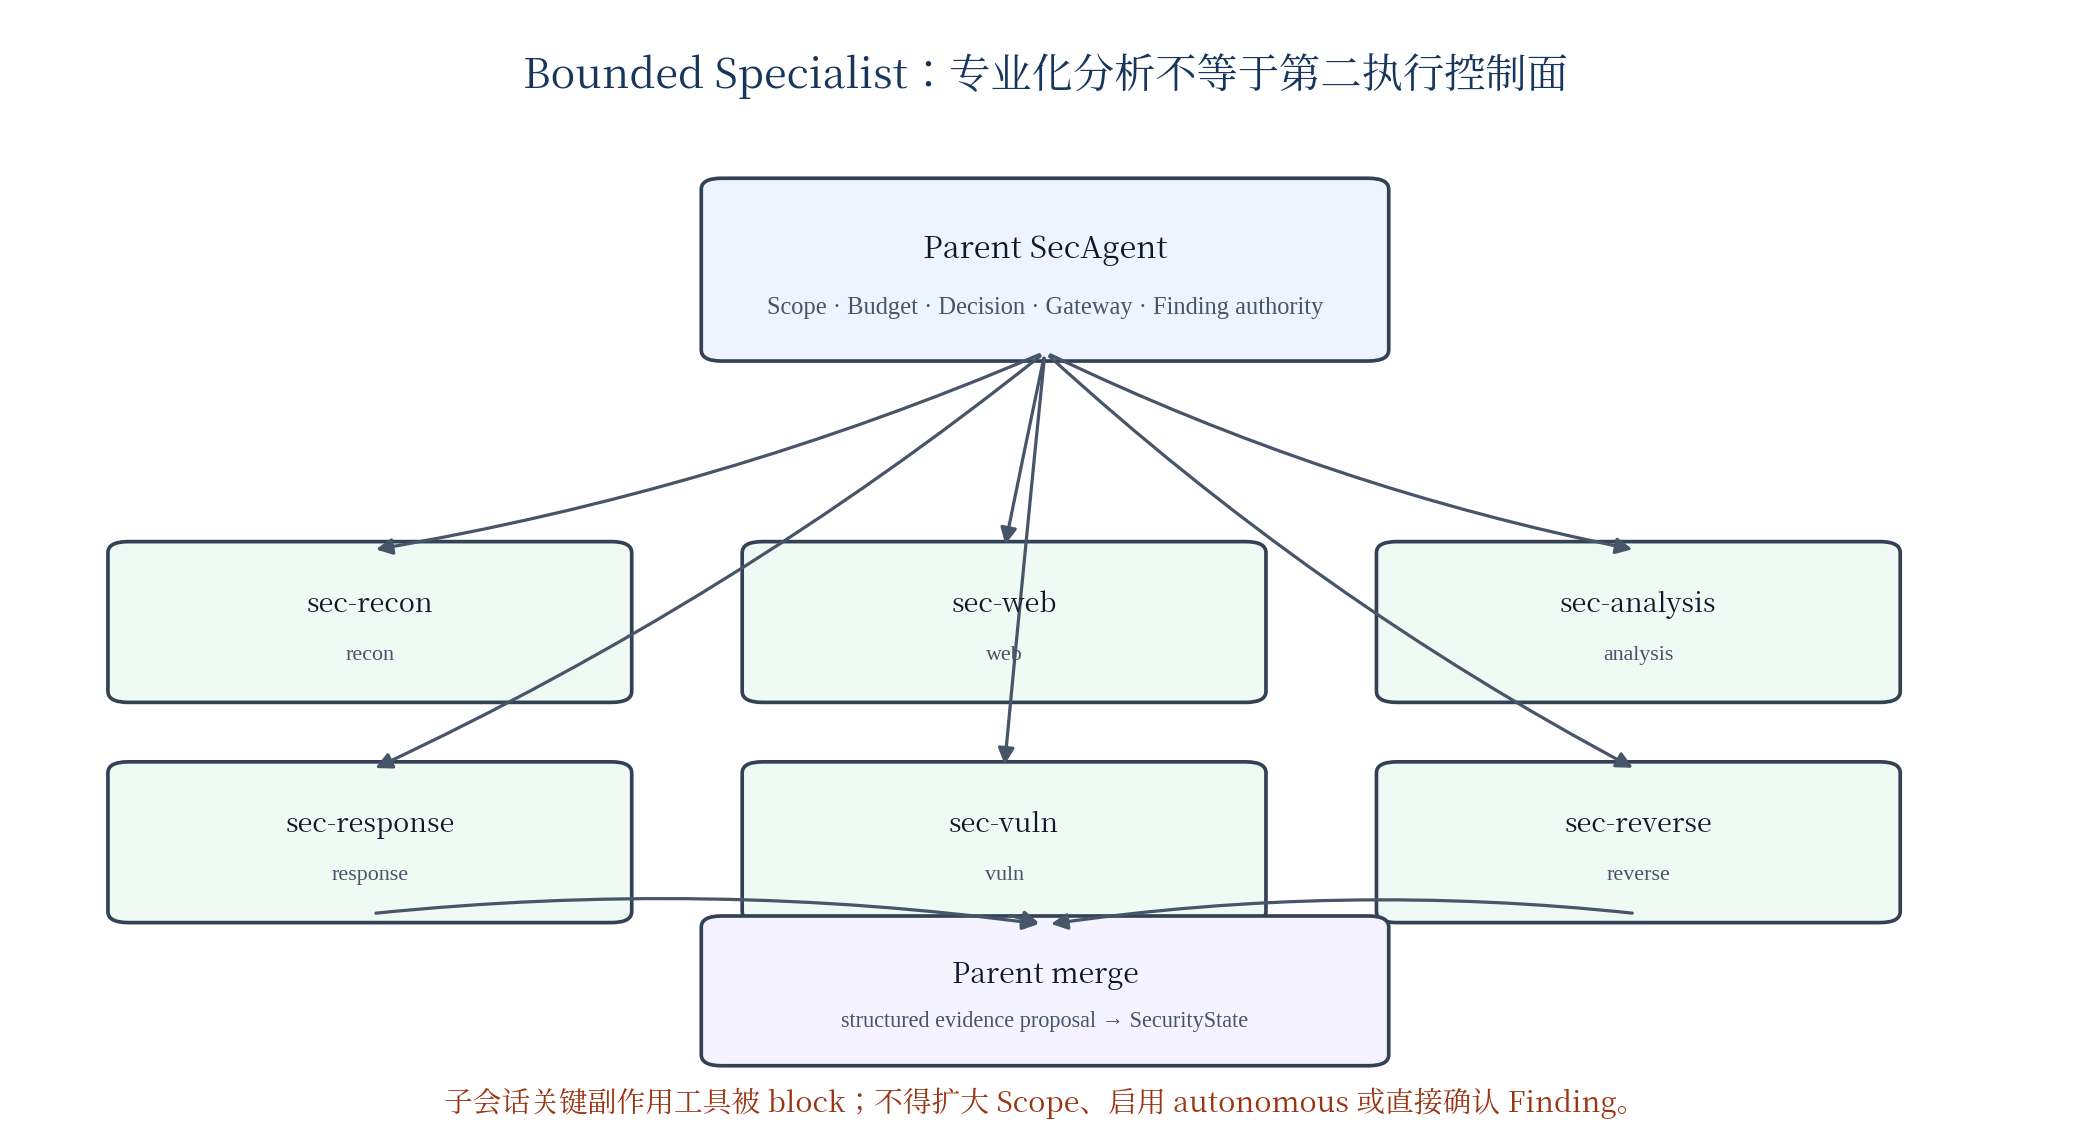 Bounded Specialist：专业化分析不等于第二执行控制面
Parent SecAgent
Scope · Budget · Decision · Gateway · Finding authority
sec-recon
recon
sec-web
web
sec-analysis
analysis
sec-response
response
sec-vuln
vuln
sec-reverse
reverse
Parent merge
structured evidence proposal → SecurityState
子会话关键副作用工具被 block；不得扩大 Scope、启用 autonomous 或直接确认 Finding。